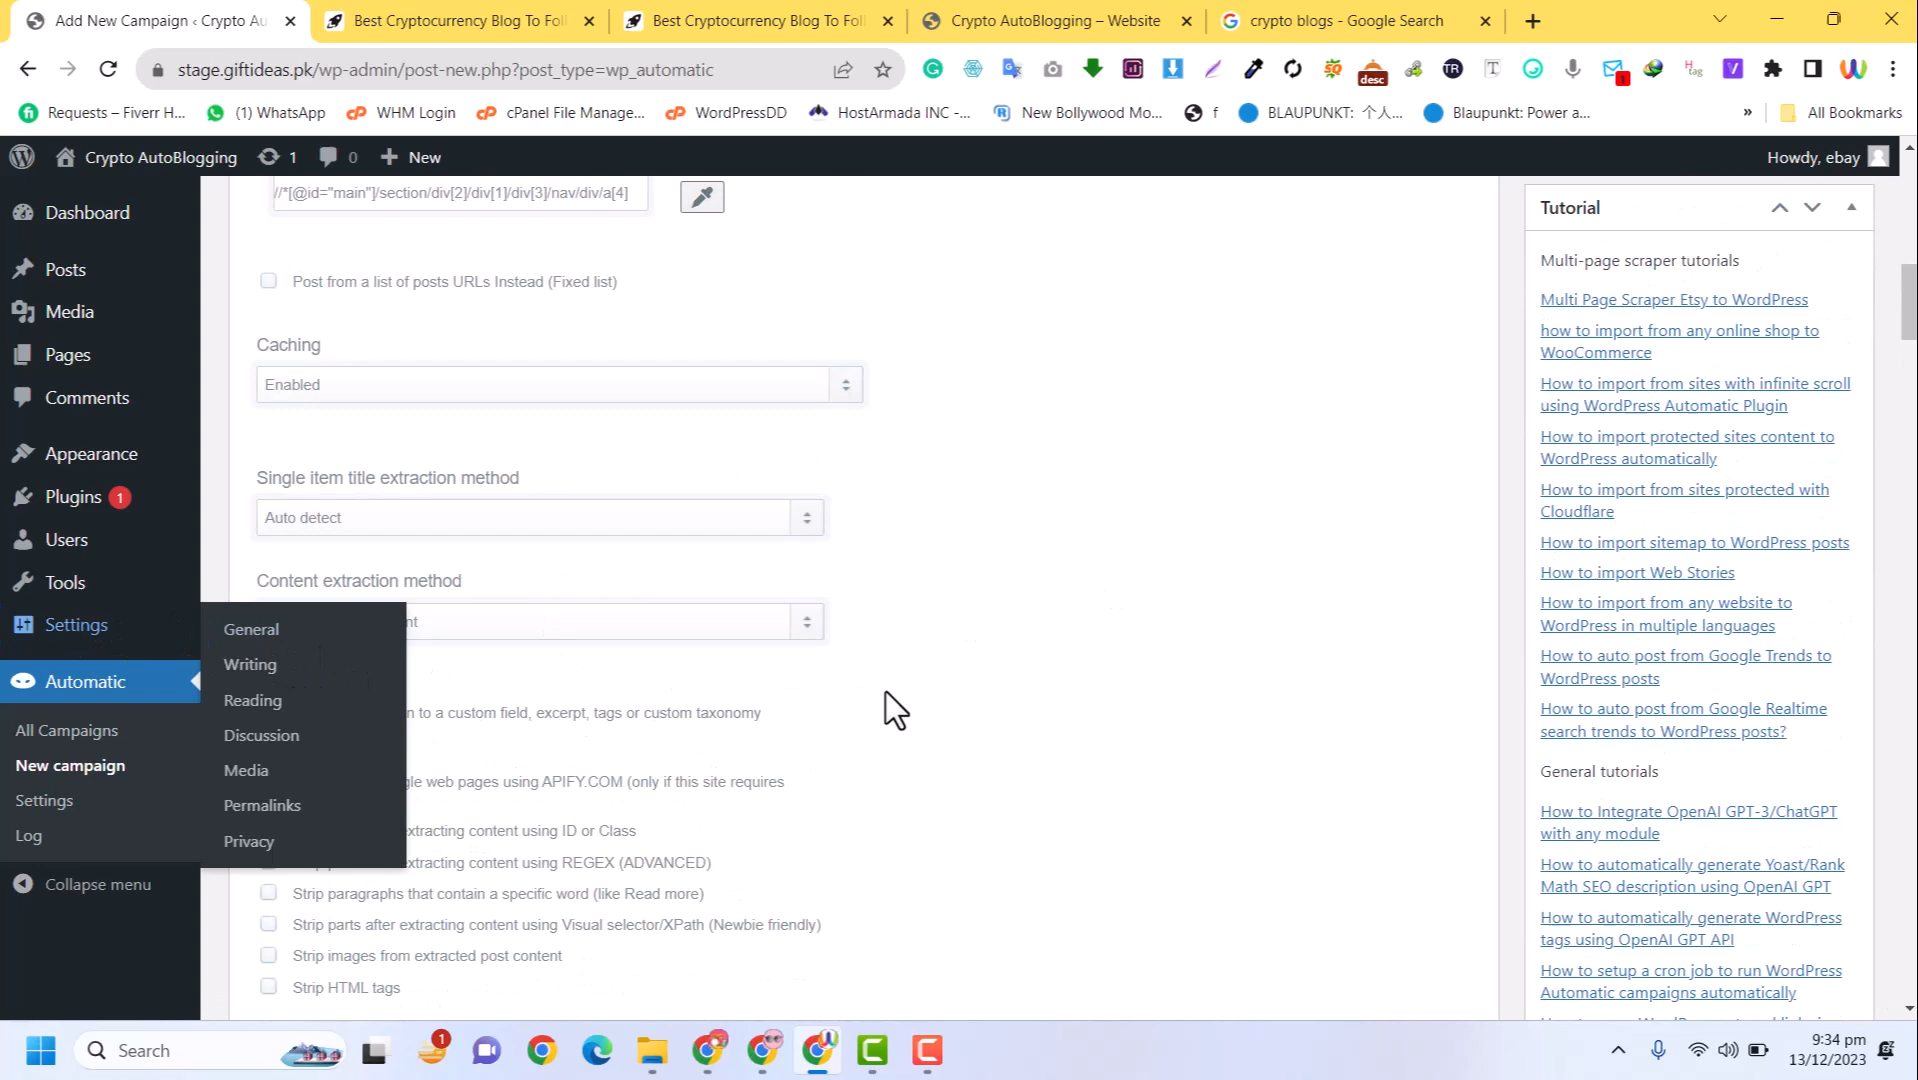 Add New Campaign ‹ Crypto Au
Best Cryptocurrency Blog To Foll
Best Cryptocurrency Blog To Foll
Crypto AutoBlogging – Website
crypto blogs - Google Search
stage.giftideas.pk/wp-admin/post-new.php?post_type=wp_automatic
Requests – Fiverr H...
(1) WhatsApp
WHM Login
cPanel File Manage...
WordPressDD
HostArmada INC -...
New Bollywood Mo...
f
BLAUPUNKT: 个人...
Blaupunkt: Power a...
»
All Bookmarks
Crypto AutoBlogging
1
0
New
Howdy, ebay
Dashboard
Posts
Media
Pages
Comments
Appearance
Plugins 1
Users
Tools
Settings
Automatic
All Campaigns
New campaign
Settings
Log
Collapse menu
General
Writing
Reading
Discussion
Media
Permalinks
Privacy
//*[@id="main"]/section/div[2]/div[1]/div[3]/nav/div/a[4]
Post from a list of posts URLs Instead (Fixed list)
Caching
Enabled
Single item title extraction method
Auto detect
Content extraction method
nt
n to a custom field, excerpt, tags or custom taxonomy
gle web pages using APIFY.COM (only if this site requires
xtracting content using ID or Class
xtracting content using REGEX (ADVANCED)
Strip paragraphs that contain a specific word (like Read more)
Strip parts after extracting content using Visual selector/XPath (Newbie friendly)
Strip images from extracted post content
Strip HTML tags
Tutorial
Multi-page scraper tutorials
Multi Page Scraper Etsy to WordPress
how to import from any online shop to
WooCommerce
How to import from sites with infinite scroll
using WordPress Automatic Plugin
How to import protected sites content to
WordPress automatically
How to import from sites protected with
Cloudflare
How to import sitemap to WordPress posts
How to import Web Stories
How to import from any website to
WordPress in multiple languages
How to auto post from Google Trends to
WordPress posts
How to auto post from Google Realtime
search trends to WordPress posts?
General tutorials
How to Integrate OpenAI GPT-3/ChatGPT
with any module
How to automatically generate Yoast/Rank
Math SEO description using OpenAI GPT
How to automatically generate WordPress
tags using OpenAI GPT API
How to setup a cron job to run WordPress
Automatic campaigns automatically
Search
1
9:34 pm
13/12/2023